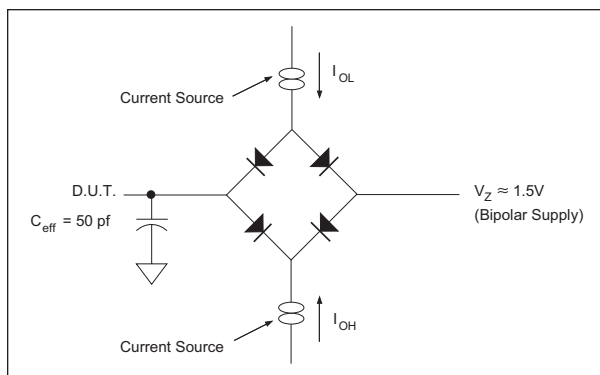 I OL
Current Source
D.U.T.
C eff = 50 pf
V Z ≈ 1.5V
(Bipolar Supply)
I OH
Current Source